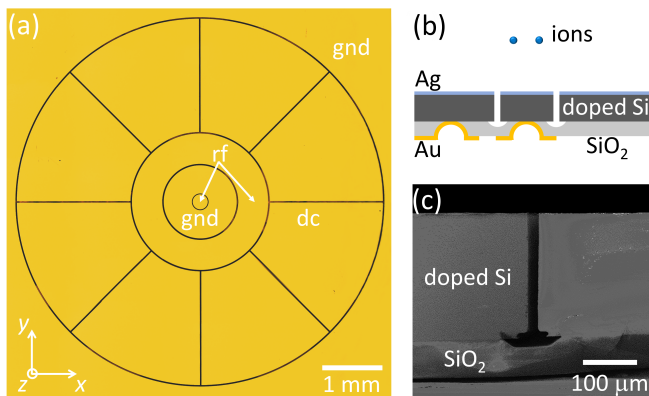 (a)
gnd
rf
gnd
dc
y
z
x
1 mm
(b)
ions
Ag
doped Si
Au
SiO₂
(c)
doped Si
SiO₂
100 μm